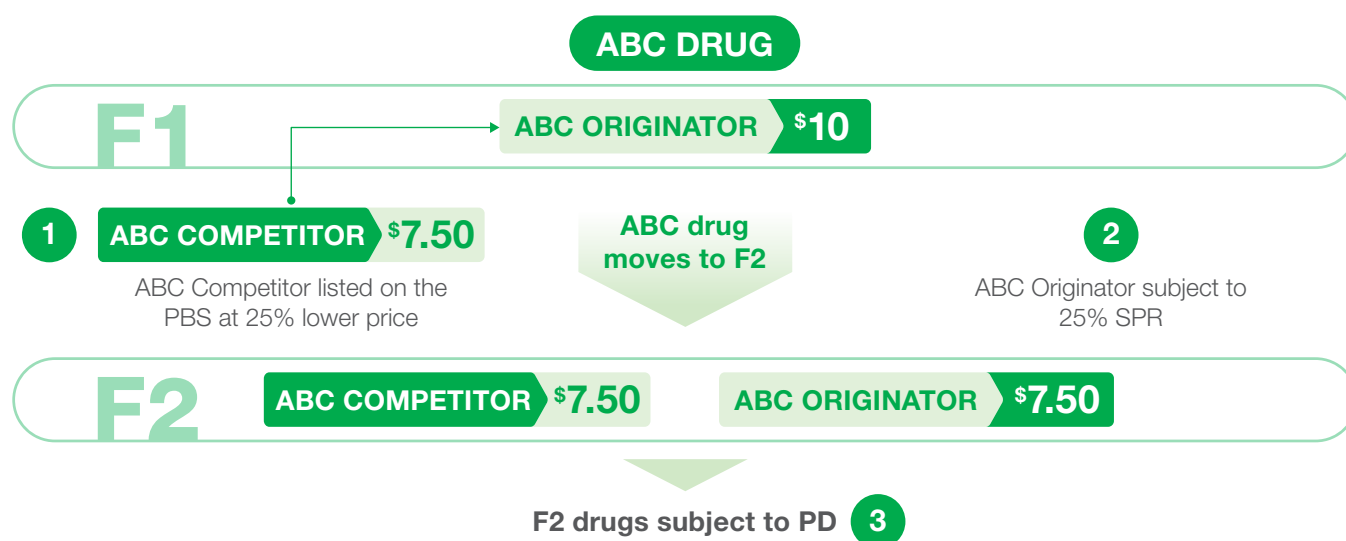 ABC DRUG
F1
ABC ORIGINATOR $10
1
ABC COMPETITOR $7.50
ABC Competitor listed on the
PBS at 25% lower price
ABC drug
moves to F2
2
ABC Originator subject to
25% SPR
F2
ABC COMPETITOR $7.50
ABC ORIGINATOR $7.50
F2 drugs subject to PD 3